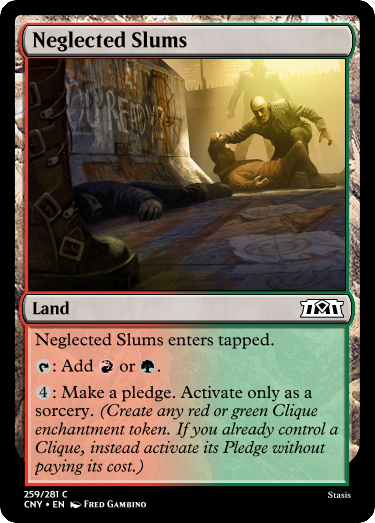 Neglected Slums
Land
Neglected Slums enters tapped.
: Add or .
4: Make a pledge. Activate only as a
sorcery. (Create any red or green Clique
enchantment token. If you already control a
Clique, instead activate its Pledge without
paying its cost.)
259/281 C
CNY • EN Fred Gambino
Stasis